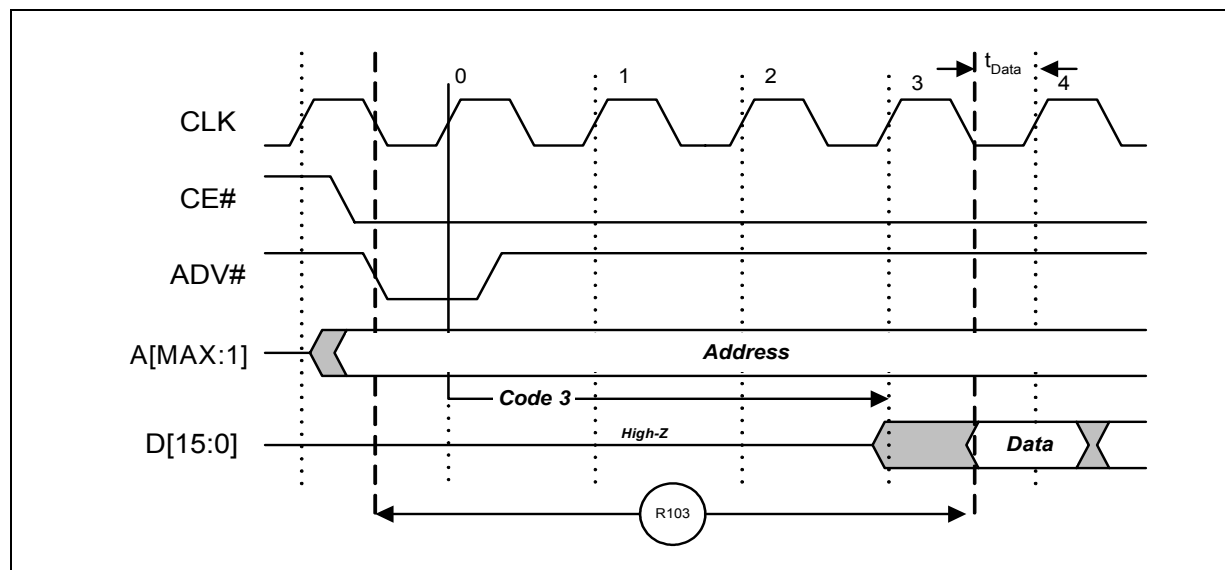 t_Data
0 1 2 3 4
CLK
CE#
ADV#
A[MAX:1] Address
Code 3
D[15:0] High-Z Data
R103